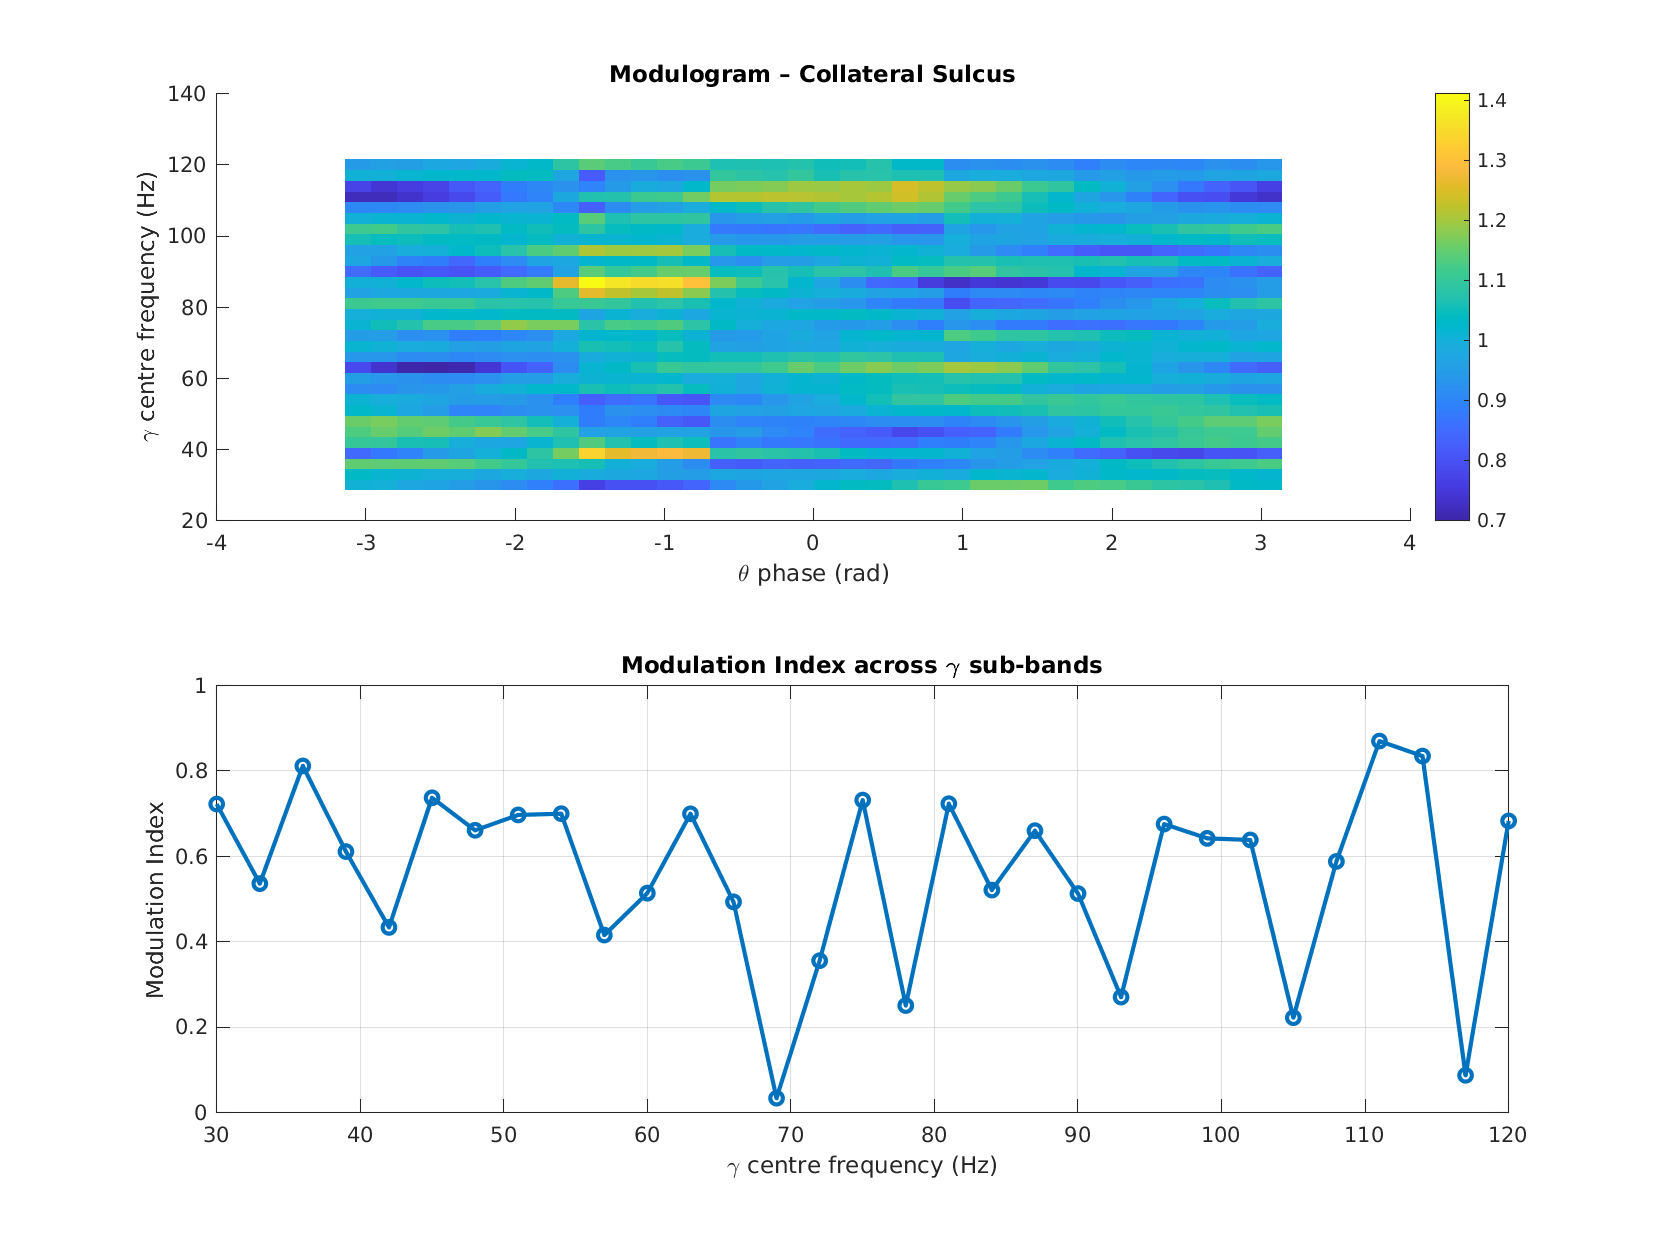 Modulogram – Collateral Sulcus
140
120
100
80
60
40
20
γ centre frequency (Hz)
-4 -3 -2 -1 0 1 2 3 4
θ phase (rad)
1.4
1.3
1.2
1.1
1
0.9
0.8
0.7
Modulation Index across γ sub-bands
1
0.8
0.6
0.4
0.2
0
Modulation Index
30 40 50 60 70 80 90 100 110 120
γ centre frequency (Hz)